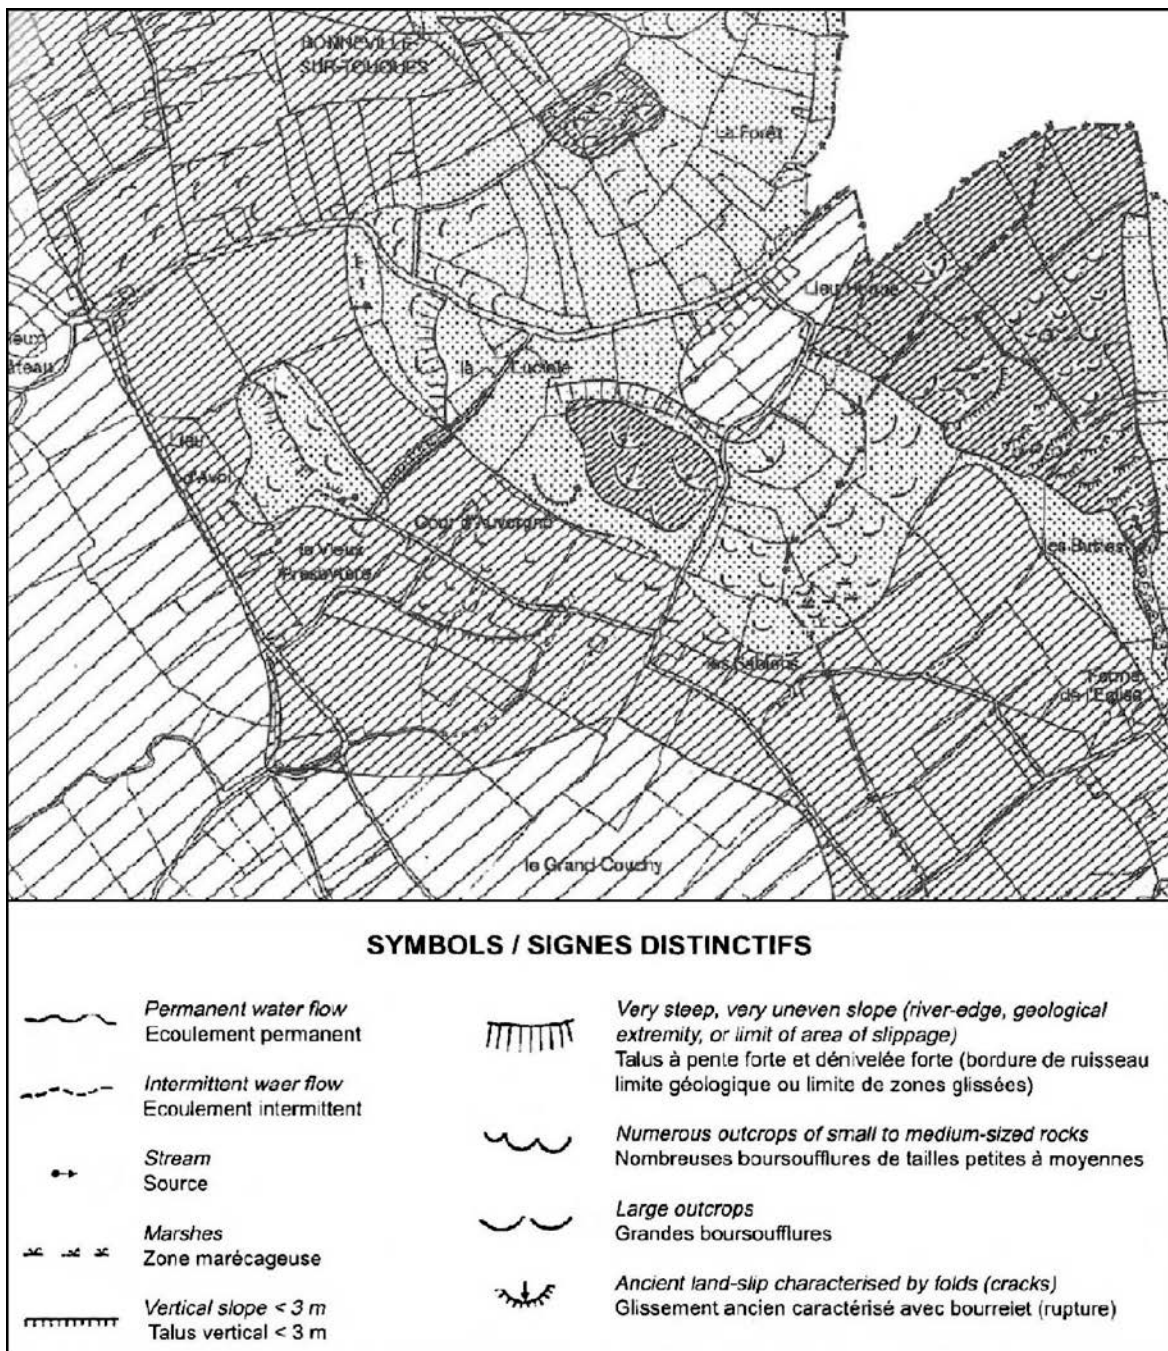 BONNEVILLE-
SUR-TOUQUES
La Forêt
Lieu
la Luciole
Lieu
Cour d'Auvergne
le Vieux
Presbytère
les Buttes
les Sablons
Ferme
de l'Eglise
le Grand Couchy
SYMBOLS / SIGNES DISTINCTIFS
Permanent water flow
Ecoulement permanent
Intermittent waer flow
Ecoulement intermittent
Stream
Source
Marshes
Zone marécageuse
Vertical slope < 3 m
Talus vertical < 3 m
Very steep, very uneven slope (river-edge, geological
extremity, or limit of area of slippage)
Talus à pente forte et dénivelée forte (bordure de ruisseau
limite géologique ou limite de zones glissées)
Numerous outcrops of small to medium-sized rocks
Nombreuses boursoufflures de tailles petites à moyennes
Large outcrops
Grandes boursoufflures
Ancient land-slip characterised by folds (cracks)
Glissement ancien caractérisé avec bourrelet (rupture)